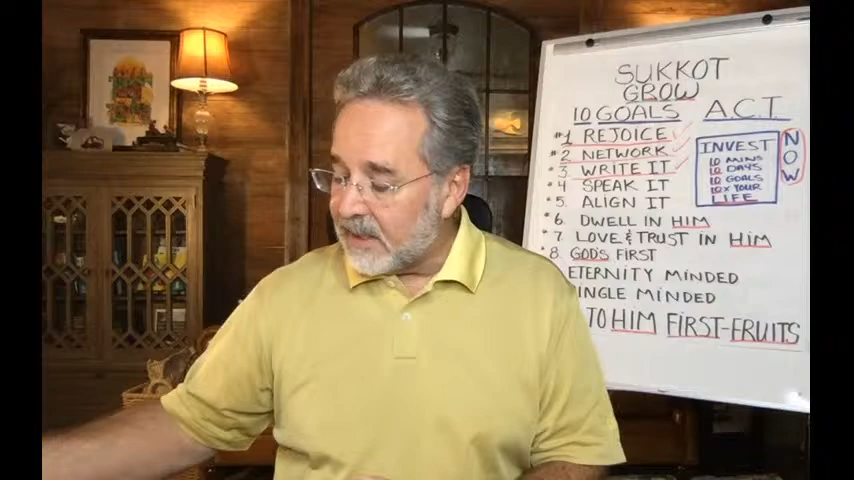 SUKKOT
GROW
10 GOALS A.C.T
#1 REJOICE
#2 NETWORK
*3. WRITE IT
*4 SPEAK IT
*5. ALIGN IT
*6. DWELL IN HIM
*7. LOVE & TRUST IN HIM
*8. GOD'S FIRST
ETERNITY MINDED
INGLE MINDED
TO HIM FIRST-FRUITS
INVEST
10 MINS
10 DAYS
10 GOALS
10X YOUR
LIFE
NOW